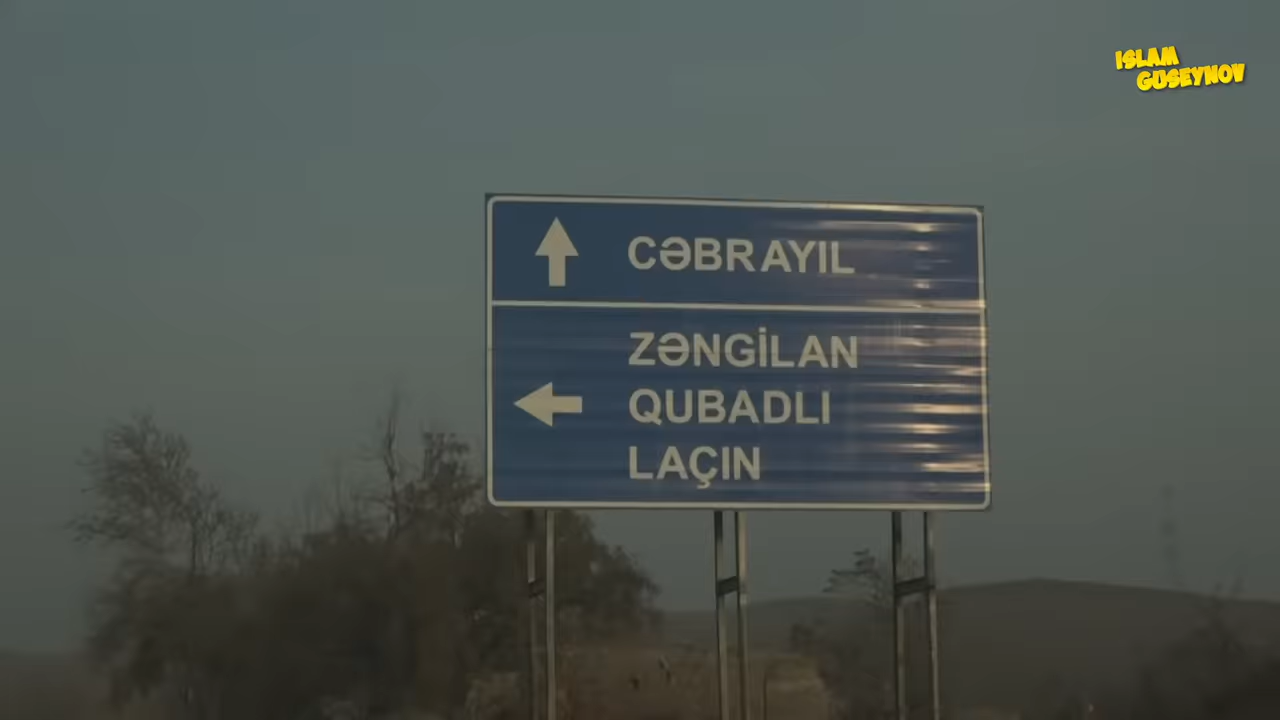 ISLAM
GUSEYNOV
CƏBRAYIL
ZƏNGİLAN
QUBADLI
LAÇIN